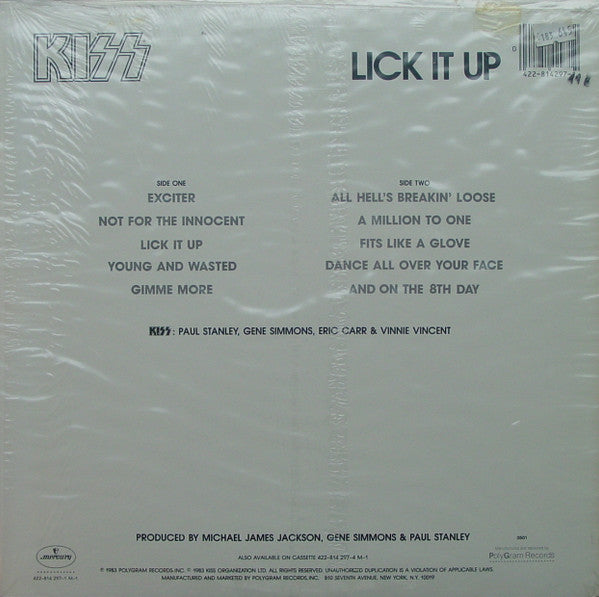 KISS
LICK IT UP
D
422-814297-
SIDE ONE
EXCITER
NOT FOR THE INNOCENT
LICK IT UP
YOUNG AND WASTED
GIMME MORE
SIDE TWO
ALL HELL'S BREAKIN' LOOSE
A MILLION TO ONE
FITS LIKE A GLOVE
DANCE ALL OVER YOUR FACE
AND ON THE 8TH DAY
KISS: PAUL STANLEY, GENE SIMMONS, ERIC CARR & VINNIE VINCENT
PRODUCED BY MICHAEL JAMES JACKSON, GENE SIMMONS & PAUL STANLEY
mercury
422-814 297-1 M-1
ALSO AVAILABLE ON CASSETTE 422-814 297-4 M-1
℗ 1983 POLYGRAM RECORDS INC. © 1983 KISS ORGANIZATION LTD. UNAUTHORIZED DUPLICATION IS A VIOLATION OF APPLICABLE LAWS.
MANUFACTURED AND MARKETED BY POLYGRAM RECORDS, INC. 810 SEVENTH AVENUE, NEW YORK, N.Y. 10019
Manufactured and Marketed by
PolyGram Records